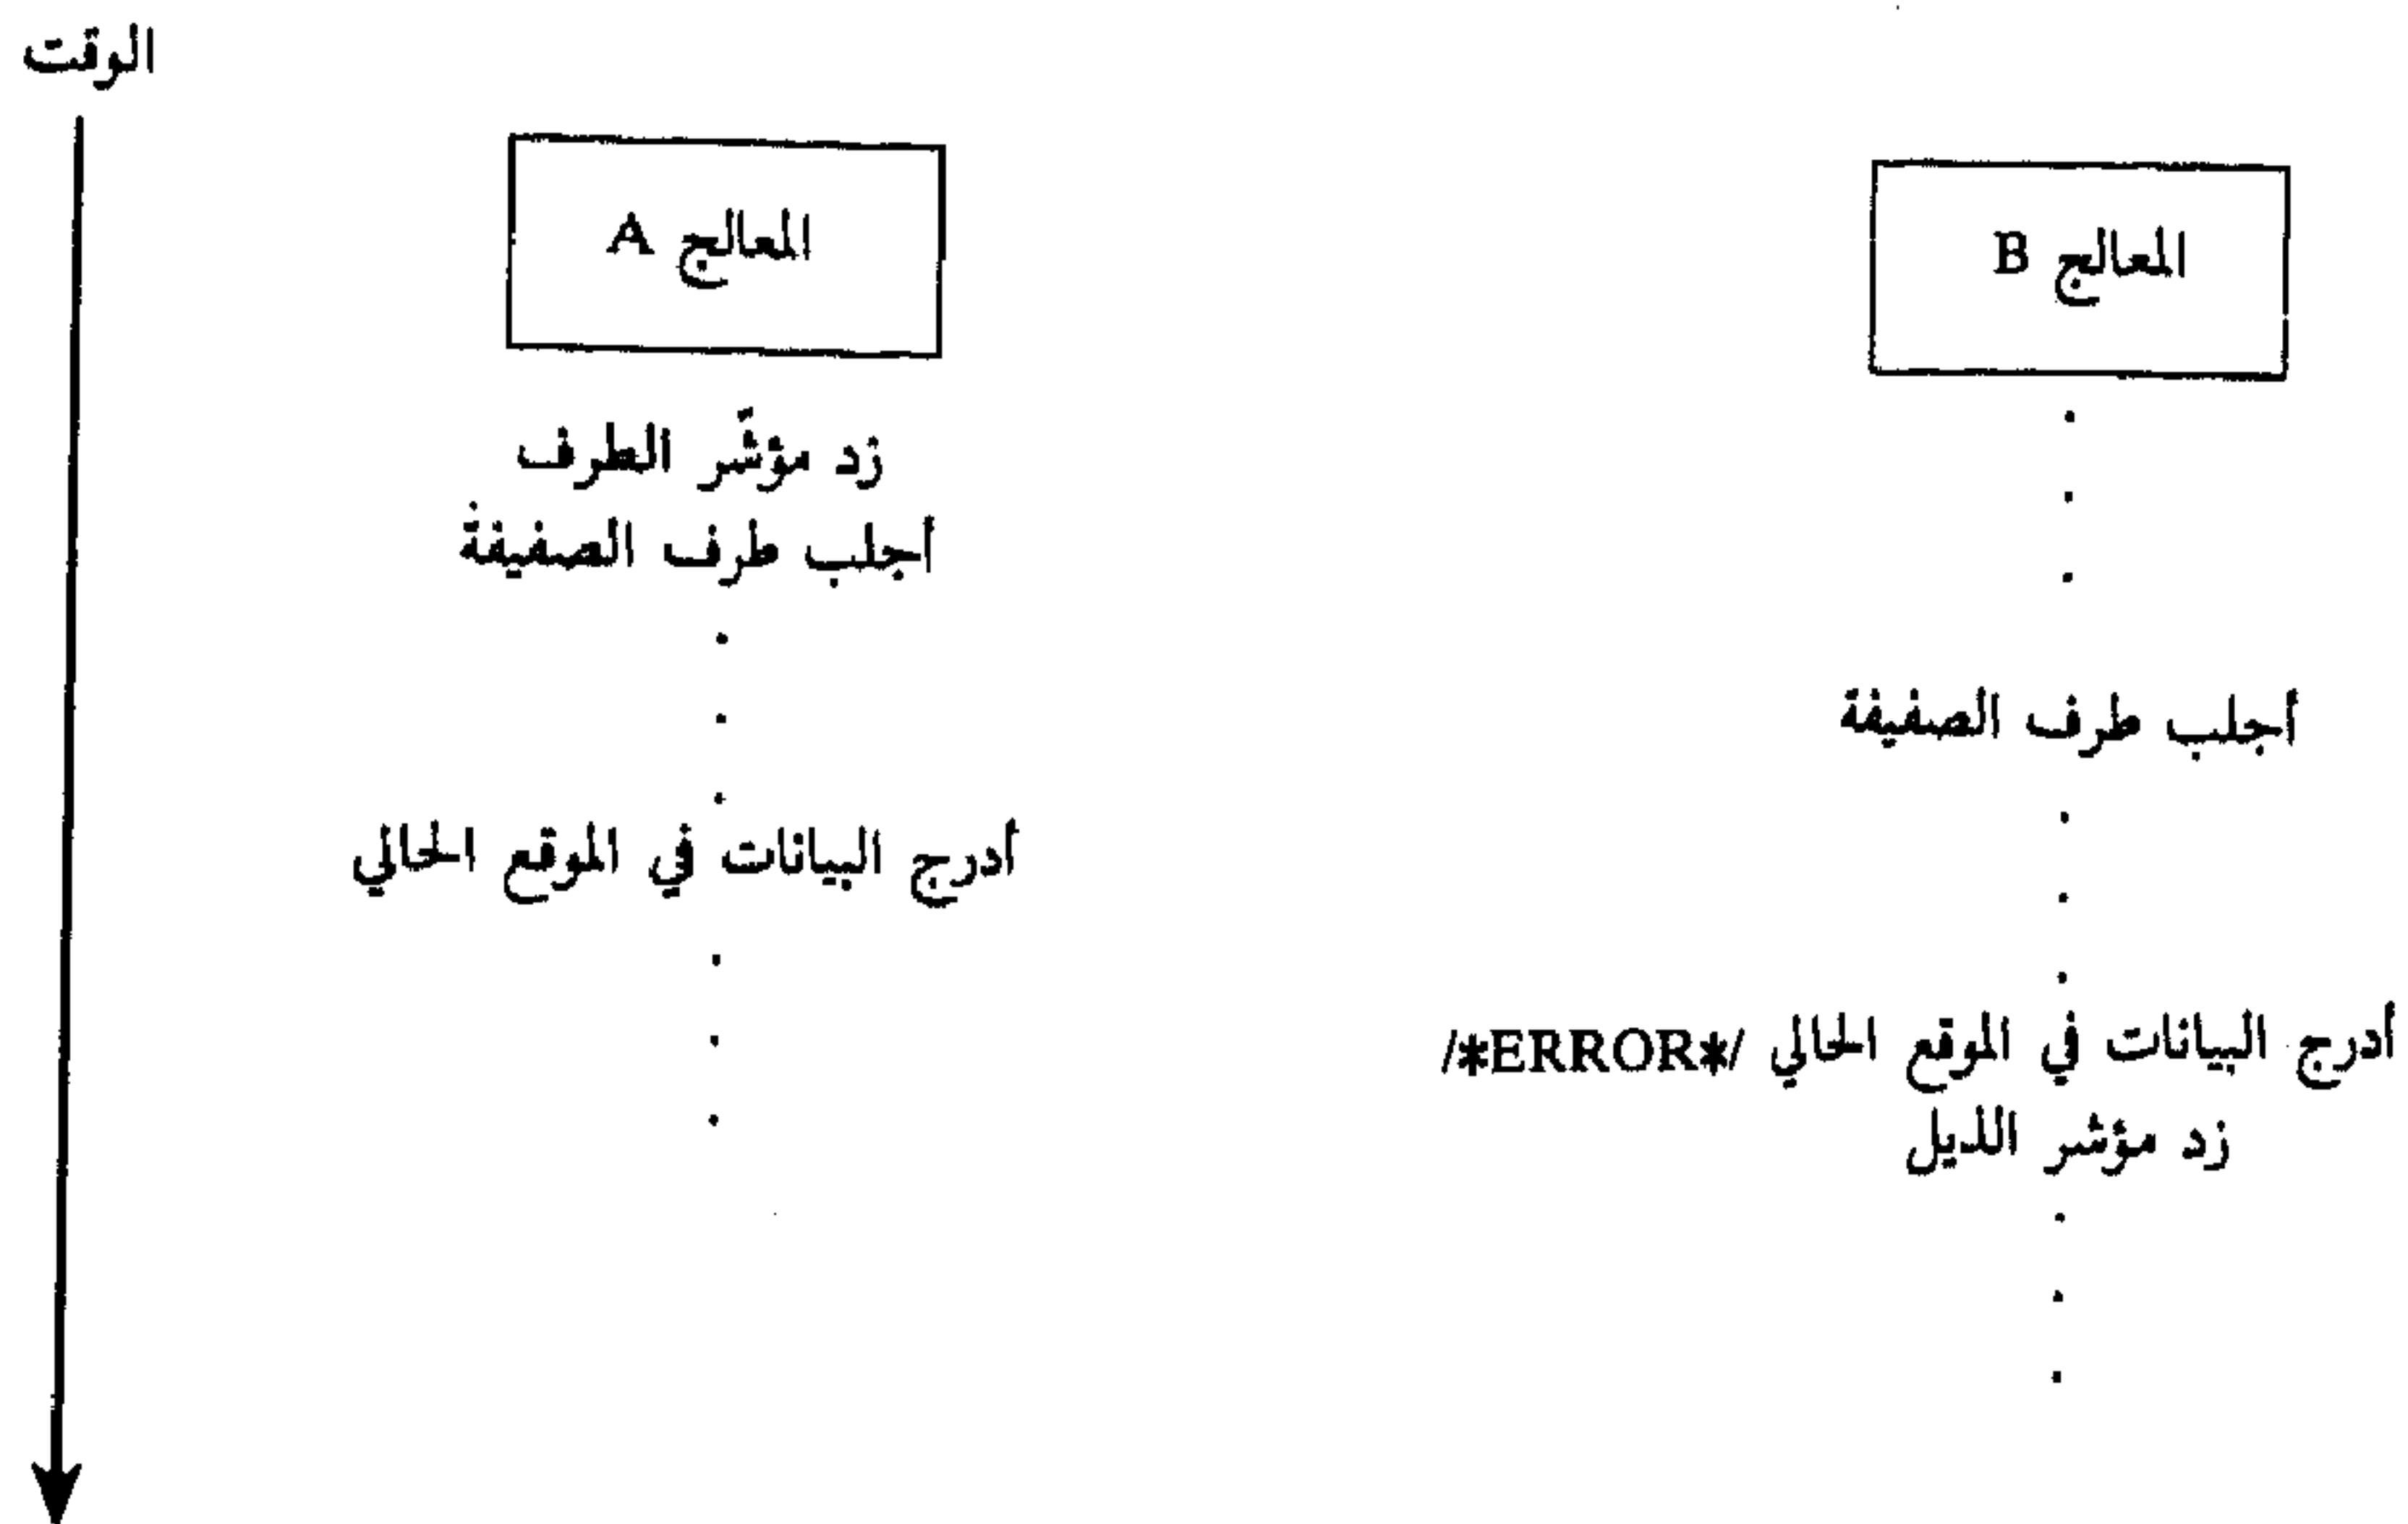 الوقت
المعالج A
زد مؤشّر الطرف
أجلب طرف الصفيفة
أدرج البيانات في الموقع الحالي
المعالج B
أجلب طرف الصفيفة
أدرج البيانات في الموقع الحالي /*ERROR*/
زد مؤشر الذيل